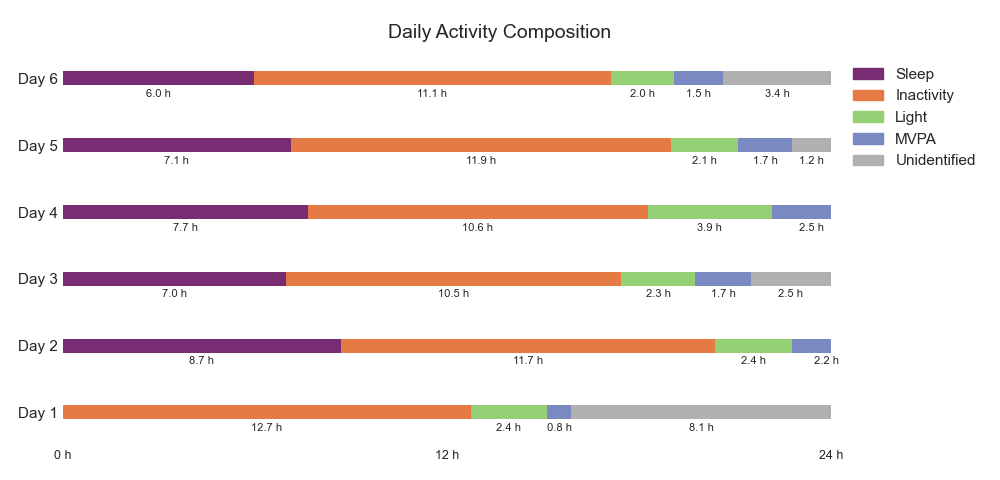 Daily Activity Composition
Day 6
6.0 h 11.1 h 2.0 h 1.5 h 3.4 h
Day 5
7.1 h 11.9 h 2.1 h 1.7 h 1.2 h
Day 4
7.7 h 10.6 h 3.9 h 2.5 h
Day 3
7.0 h 10.5 h 2.3 h 1.7 h 2.5 h
Day 2
8.7 h 11.7 h 2.4 h 2.2 h
Day 1
12.7 h 2.4 h 0.8 h 8.1 h
0 h 12 h 24 h
Sleep
Inactivity
Light
MVPA
Unidentified